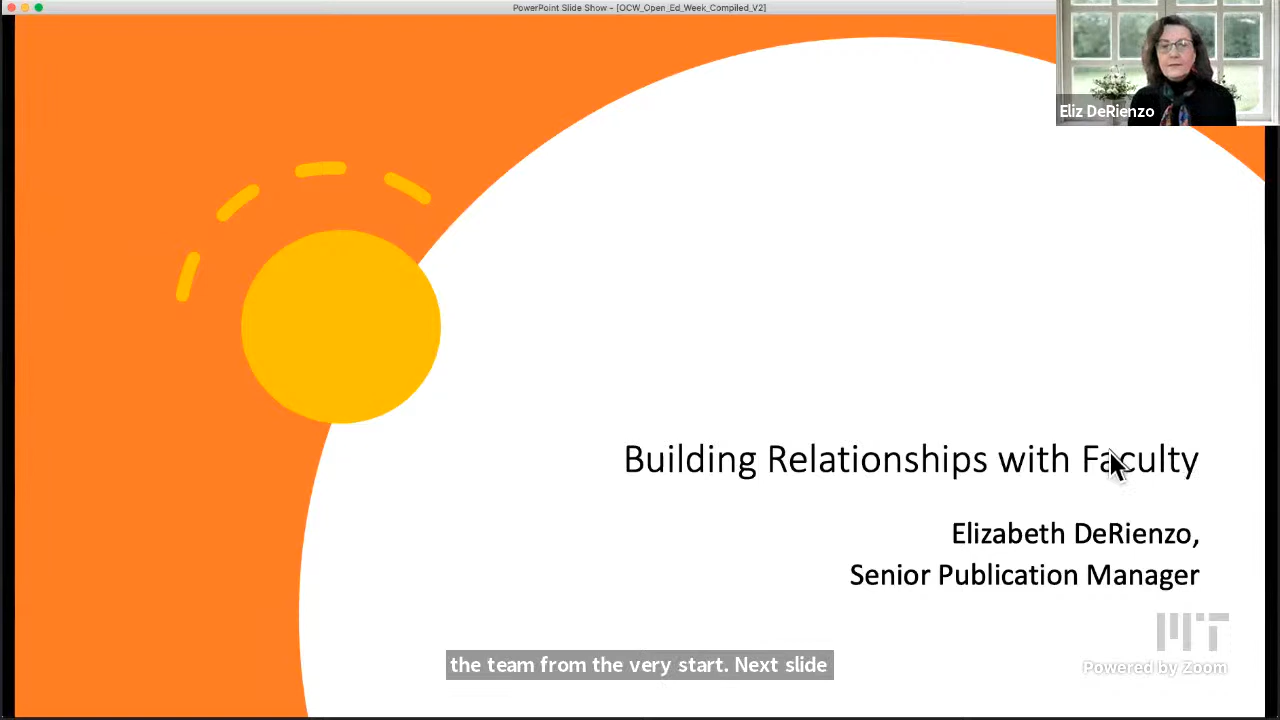 PowerPoint Slide Show - [OCW_Open_Ed_Week_Compiled_V2]
Eliz DeRienzo
Building Relationships with Faculty
Elizabeth DeRienzo,
Senior Publication Manager
MIT
Powered by Zoom
the team from the very start. Next slide